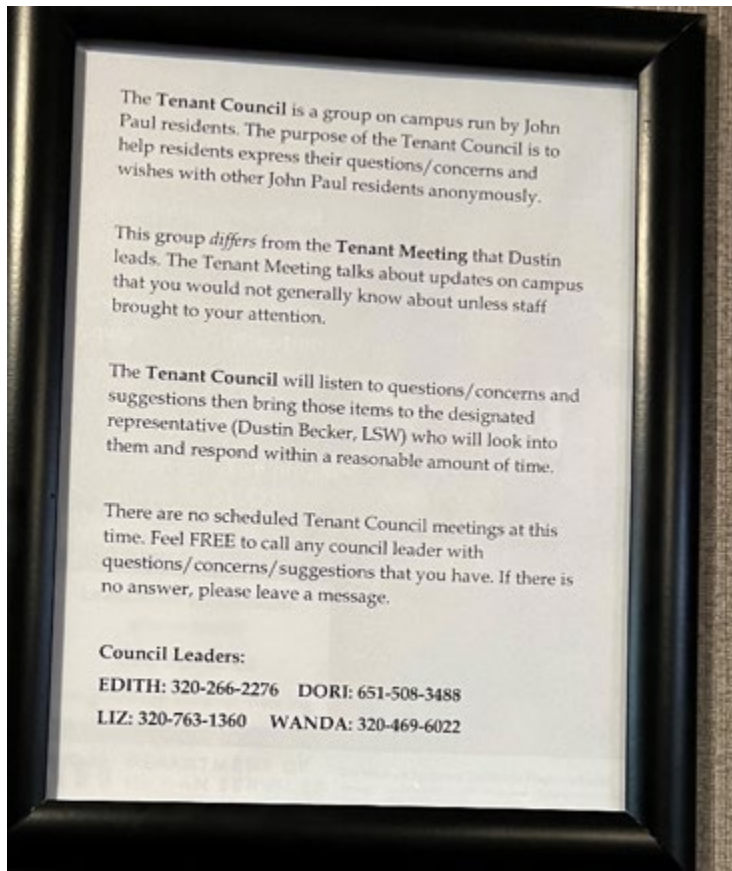 The Tenant Council is a group on campus run by John
Paul residents. The purpose of the Tenant Council is to
help residents express their questions/concerns and
wishes with other John Paul residents anonymously.
This group differs from the Tenant Meeting that Dustin
leads. The Tenant Meeting talks about updates on campus
that you would not generally know about unless staff
brought to your attention.
The Tenant Council will listen to questions/concerns and
suggestions then bring those items to the designated
representative (Dustin Becker, LSW) who will look into
them and respond within a reasonable amount of time.
There are no scheduled Tenant Council meetings at this
time. Feel FREE to call any council leader with
questions/concerns/suggestions that you have. If there is
no answer, please leave a message.
Council Leaders:
EDITH: 320-266-2276 DORI: 651-508-3488
LIZ: 320-763-1360 WANDA: 320-469-6022